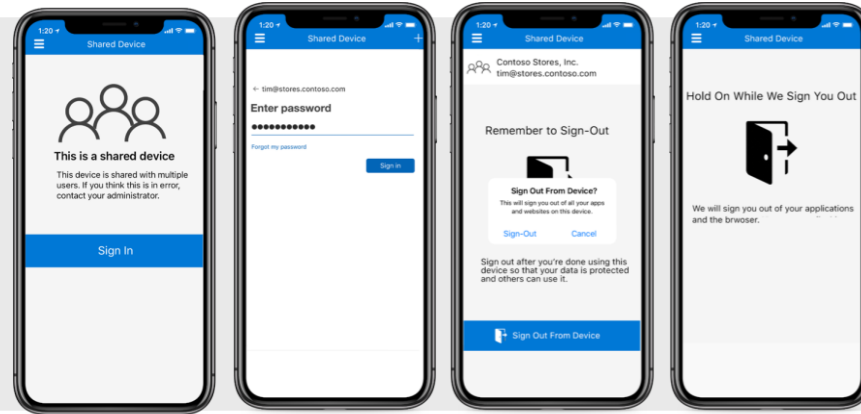 1:20
Shared Device
This is a shared device
This device is shared with multiple
users. If you think this is in error,
contact your administrator.
Sign In
1:20
Shared Device
+
← tim@stores.contoso.com
Enter password
●●●●●●●●●●●
Forgot my password
Sign in
1:20
Shared Device
Contoso Stores, Inc.
tim@stores.contoso.com
Remember to Sign-Out
Sign Out From Device?
This will sign you out of all your apps
and websites on this device.
Sign-Out Cancel
Sign out after you're done using this
device so that your data is protected
and others can use it.
Sign Out From Device
1:20
Shared Device
Hold On While We Sign You Out
We will sign you out of your applications
and the brwoser.